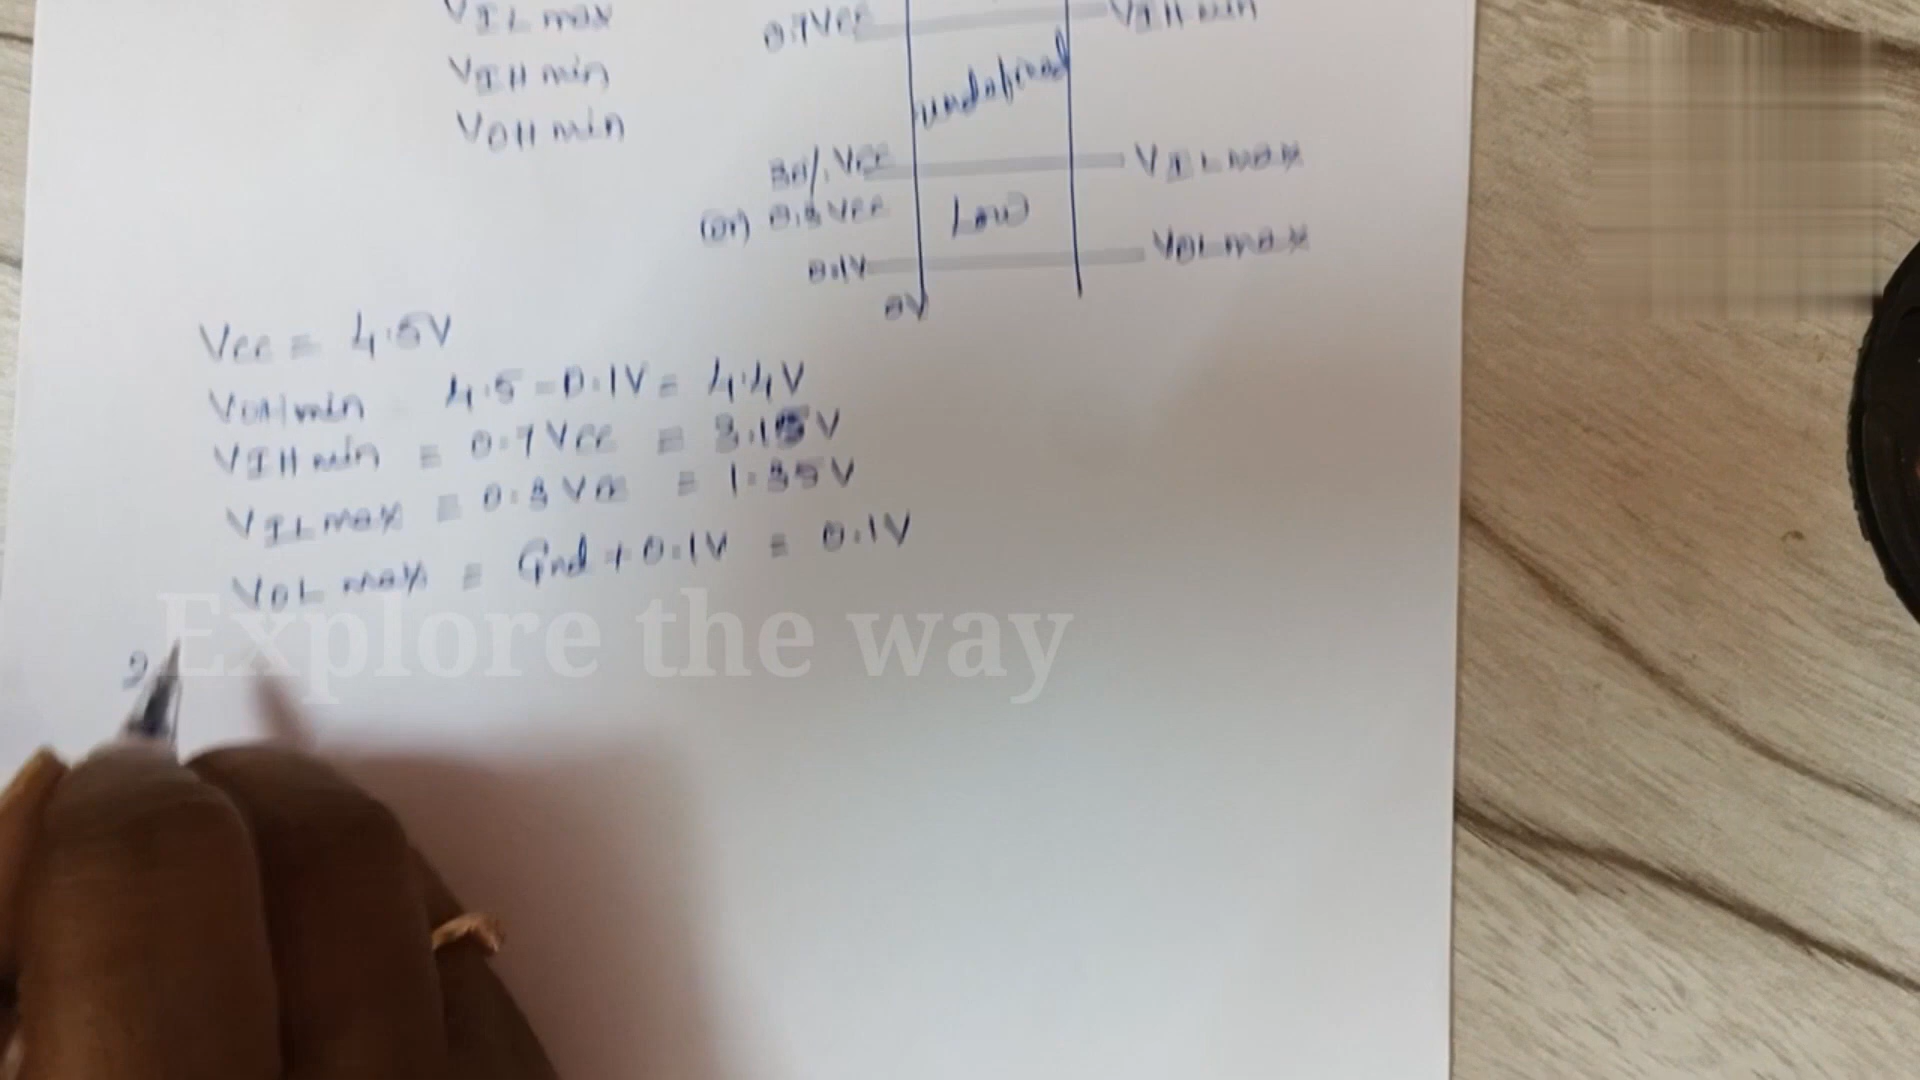 VIL max
VIH min
VOH min
0.7VCC
VIH min
undefined
30%.VCC
VIL max
(or) 0.3VCC
Low
0.1V
VOL max
0V
VCC = 4.5V
VOH min 4.5-0.1V = 4.4V
VIH min = 0.7VCC = 3.15V
VIL max = 0.3VCC = 1.35V
VOL max = Gnd + 0.1V = 0.1V
Explore the way
2